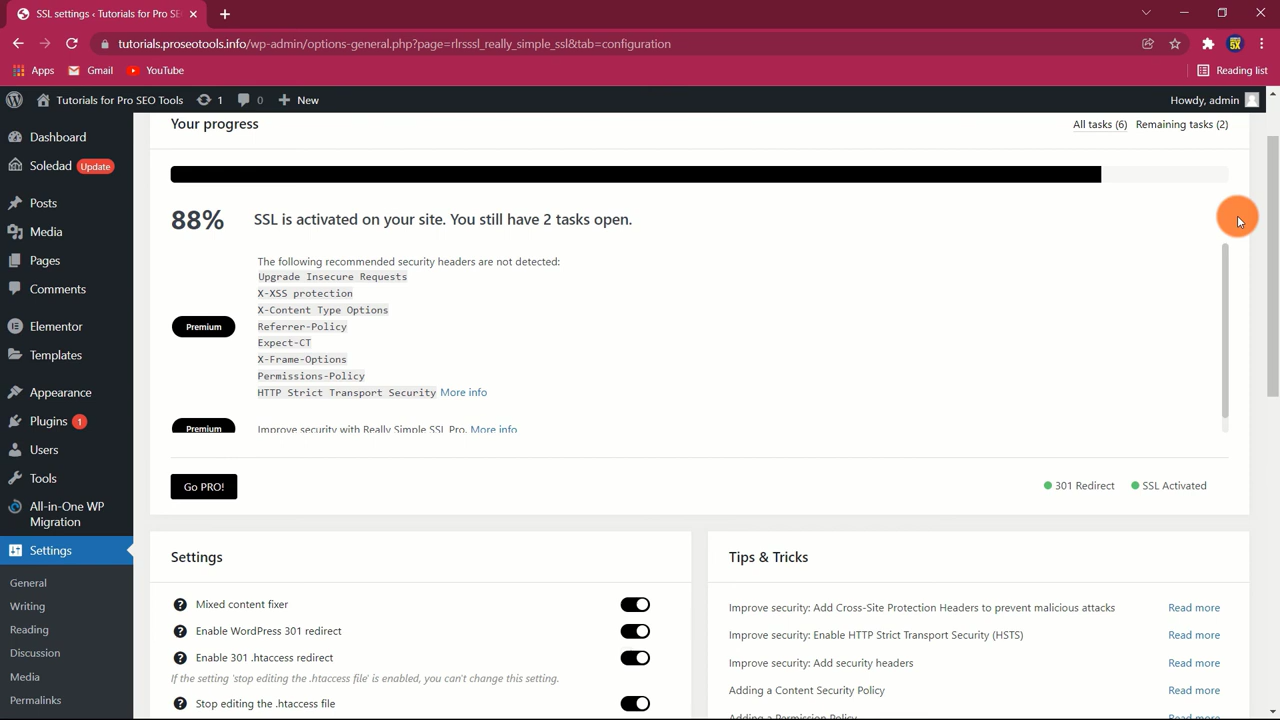 SSL settings ‹ Tutorials for Pro SE
tutorials.proseotools.info/wp-admin/options-general.php?page=rlrsssl_really_simple_ssl&tab=configuration
5X
Apps
Gmail
YouTube
Reading list
Tutorials for Pro SEO Tools
1
0
New
Howdy, admin
Dashboard
Soledad Update
Posts
Media
Pages
Comments
Elementor
Templates
Appearance
Plugins 1
Users
Tools
All-in-One WP
Migration
Settings
General
Writing
Reading
Discussion
Media
Permalinks
Your progress
All tasks (6) Remaining tasks (2)
88% SSL is activated on your site. You still have 2 tasks open.
Premium
The following recommended security headers are not detected:
Upgrade Insecure Requests
X-XSS protection
X-Content Type Options
Referrer-Policy
Expect-CT
X-Frame-Options
Permissions-Policy
HTTP Strict Transport Security More info
Premium Improve security with Really Simple SSL Pro. More info
Go PRO!
301 Redirect SSL Activated
Settings
? Mixed content fixer
? Enable WordPress 301 redirect
? Enable 301 .htaccess redirect
If the setting 'stop editing the .htaccess file' is enabled, you can't change this setting.
? Stop editing the .htaccess file
Tips & Tricks
Improve security: Add Cross-Site Protection Headers to prevent malicious attacks Read more
Improve security: Enable HTTP Strict Transport Security (HSTS) Read more
Improve security: Add security headers Read more
Adding a Content Security Policy Read more
Adding a Permission Policy Read more